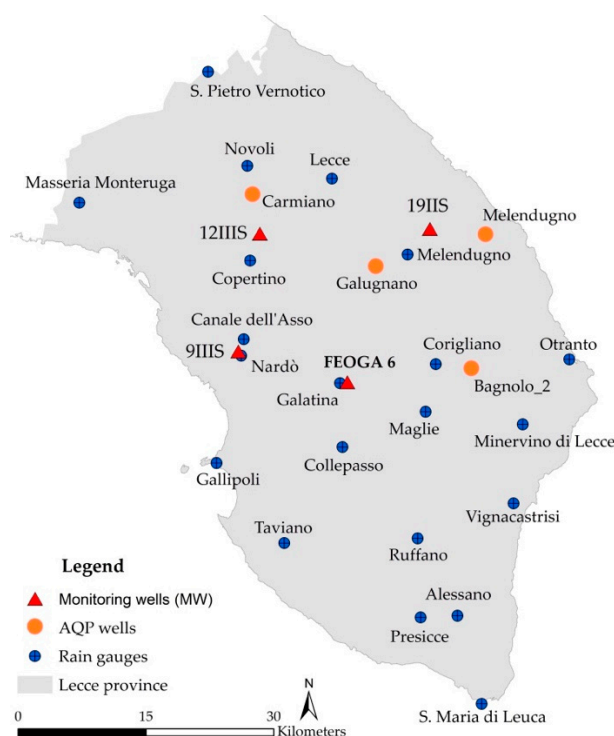 S. Pietro Vernotico
Novoli
Lecce
Masseria Monteruga
Carmiano
19IIS
Melendugno
12IIIS
Melendugno
Copertino
Galugnano
Canale dell'Asso
9IIIS
Nardò
FEOGA 6
Corigliano
Otranto
Galatina
Bagnolo_2
Maglie
Minervino di Lecce
Collepasso
Gallipoli
Vignacastrisi
Taviano
Ruffano
Legend
Monitoring wells (MW)
Alessano
AQP wells
Presicce
Rain gauges
Lecce province
N
S. Maria di Leuca
0 15 30
Kilometers